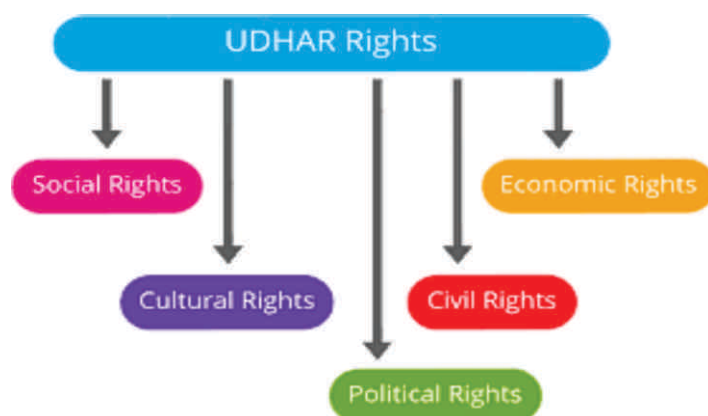 UDHAR Rights
Social Rights
Economic Rights
Cultural Rights
Civil Rights
Political Rights